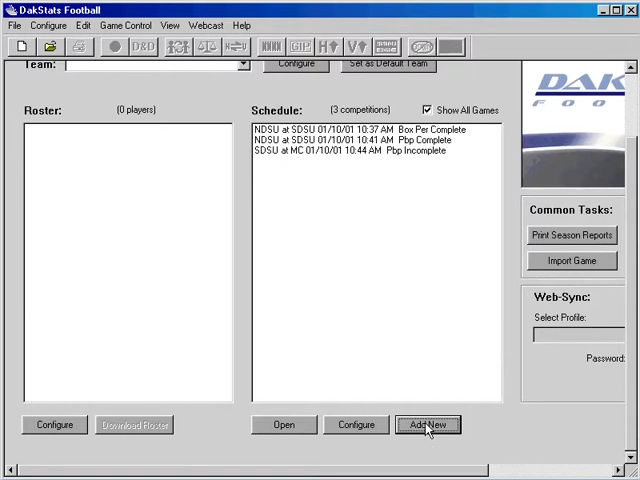 DakStats Football
File Configure Edit Game Control View Webcast Help
D&D GIP H V
Team: Configure Set as Default Team
Roster: (0 players) Schedule: (3 competitions) Show All Games
NDSU at SDSU 01/10/01 10:37 AM Box Per Complete
NDSU at SDSU 01/10/01 10:41 AM Pbp Complete
SDSU at MC 01/10/01 10:44 AM Pbp Incomplete
DAK
FOO
Common Tasks:
Print Season Reports
Import Game
Web-Sync:
Select Profile:
Password:
Configure Download Roster Open Configure Add New